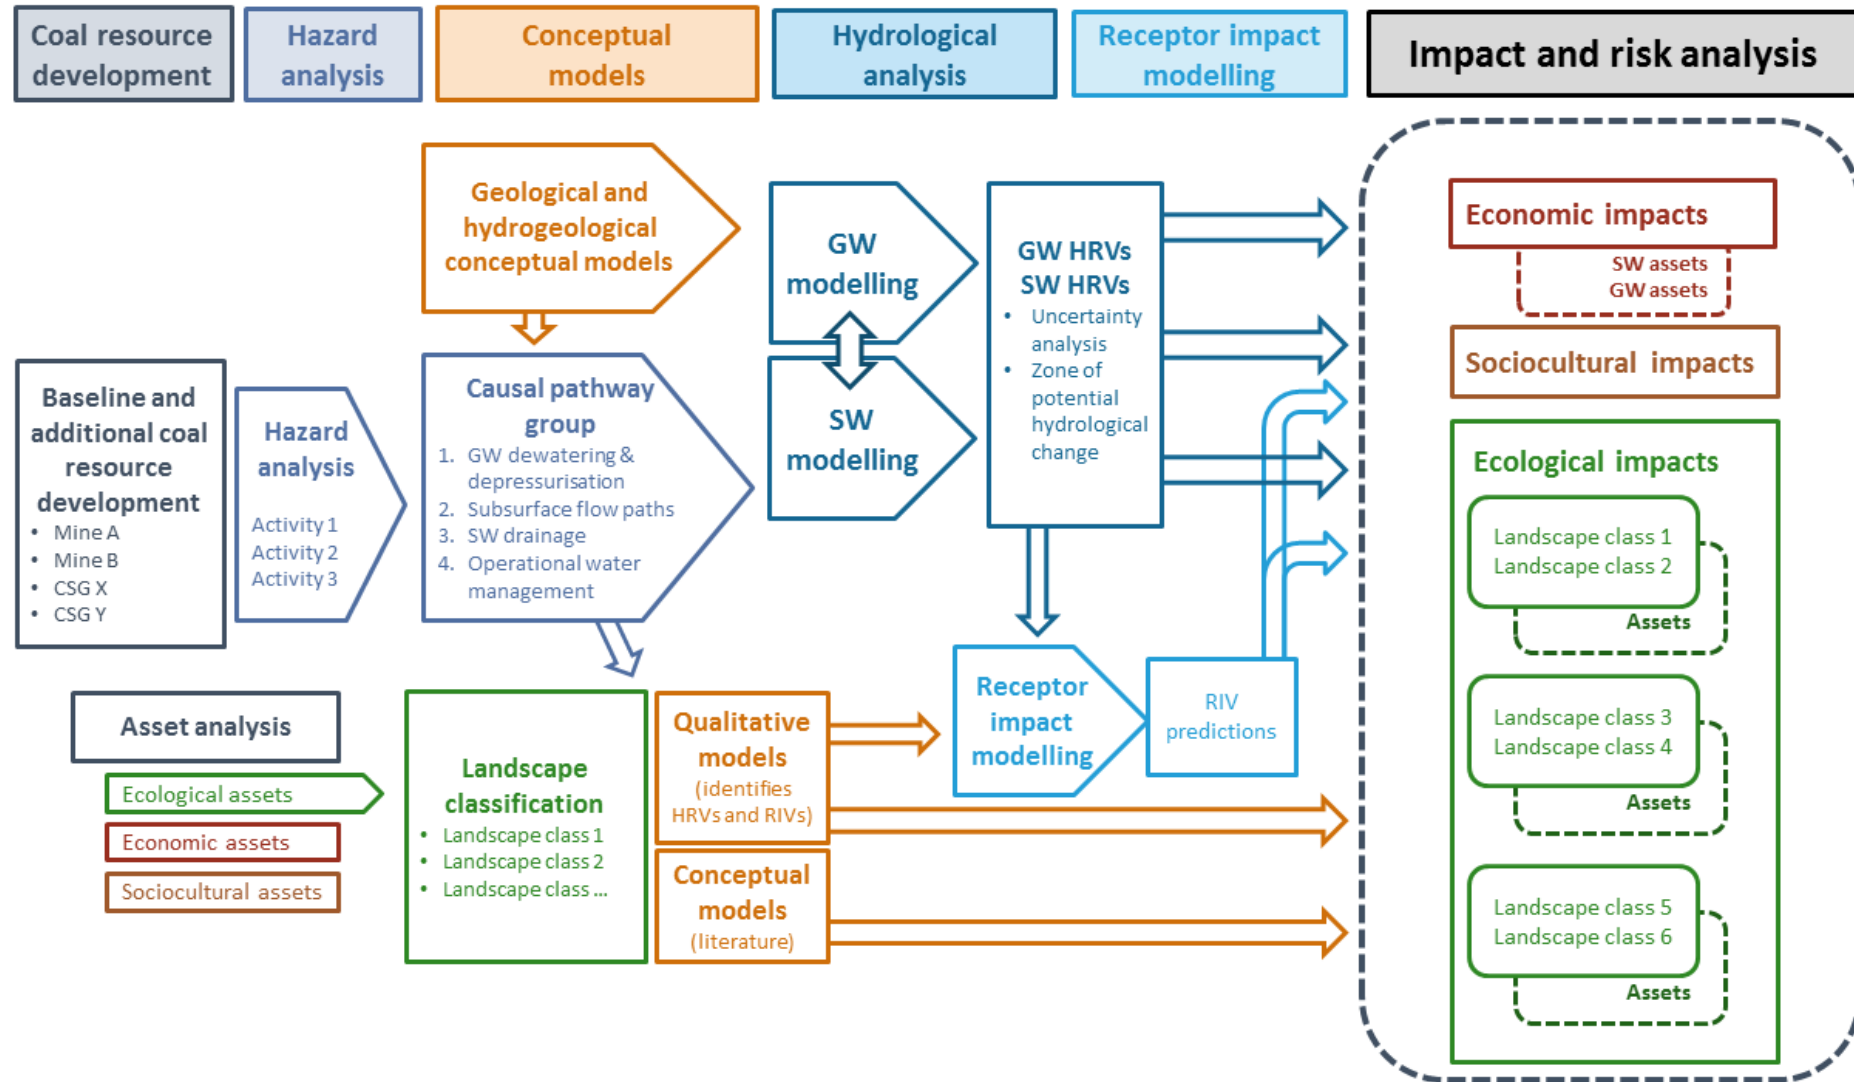 Coal resource
development
Hazard
analysis
Conceptual
models
Hydrological
analysis
Receptor impact
modelling
Impact and risk analysis
Geological and
hydrogeological
conceptual models
Baseline and
additional coal
resource
development
• Mine A
• Mine B
• CSG X
• CSG Y
Hazard
analysis
Activity 1
Activity 2
Activity 3
Causal pathway
group
1. GW dewatering &
depressurisation
2. Subsurface flow paths
3. SW drainage
4. Operational water
management
GW
modelling
SW
modelling
GW HRVs
SW HRVs
• Uncertainty
analysis
• Zone of
potential
hydrological
change
Asset analysis
Ecological assets
Economic assets
Sociocultural assets
Landscape
classification
• Landscape class 1
• Landscape class 2
• Landscape class ...
Qualitative
models
(identifies
HRVs and RIVs)
Conceptual
models
(literature)
Receptor
impact
modelling
RIV
predictions
Economic impacts
SW assets
GW assets
Sociocultural impacts
Ecological impacts
Landscape class 1
Landscape class 2
Assets
Landscape class 3
Landscape class 4
Assets
Landscape class 5
Landscape class 6
Assets